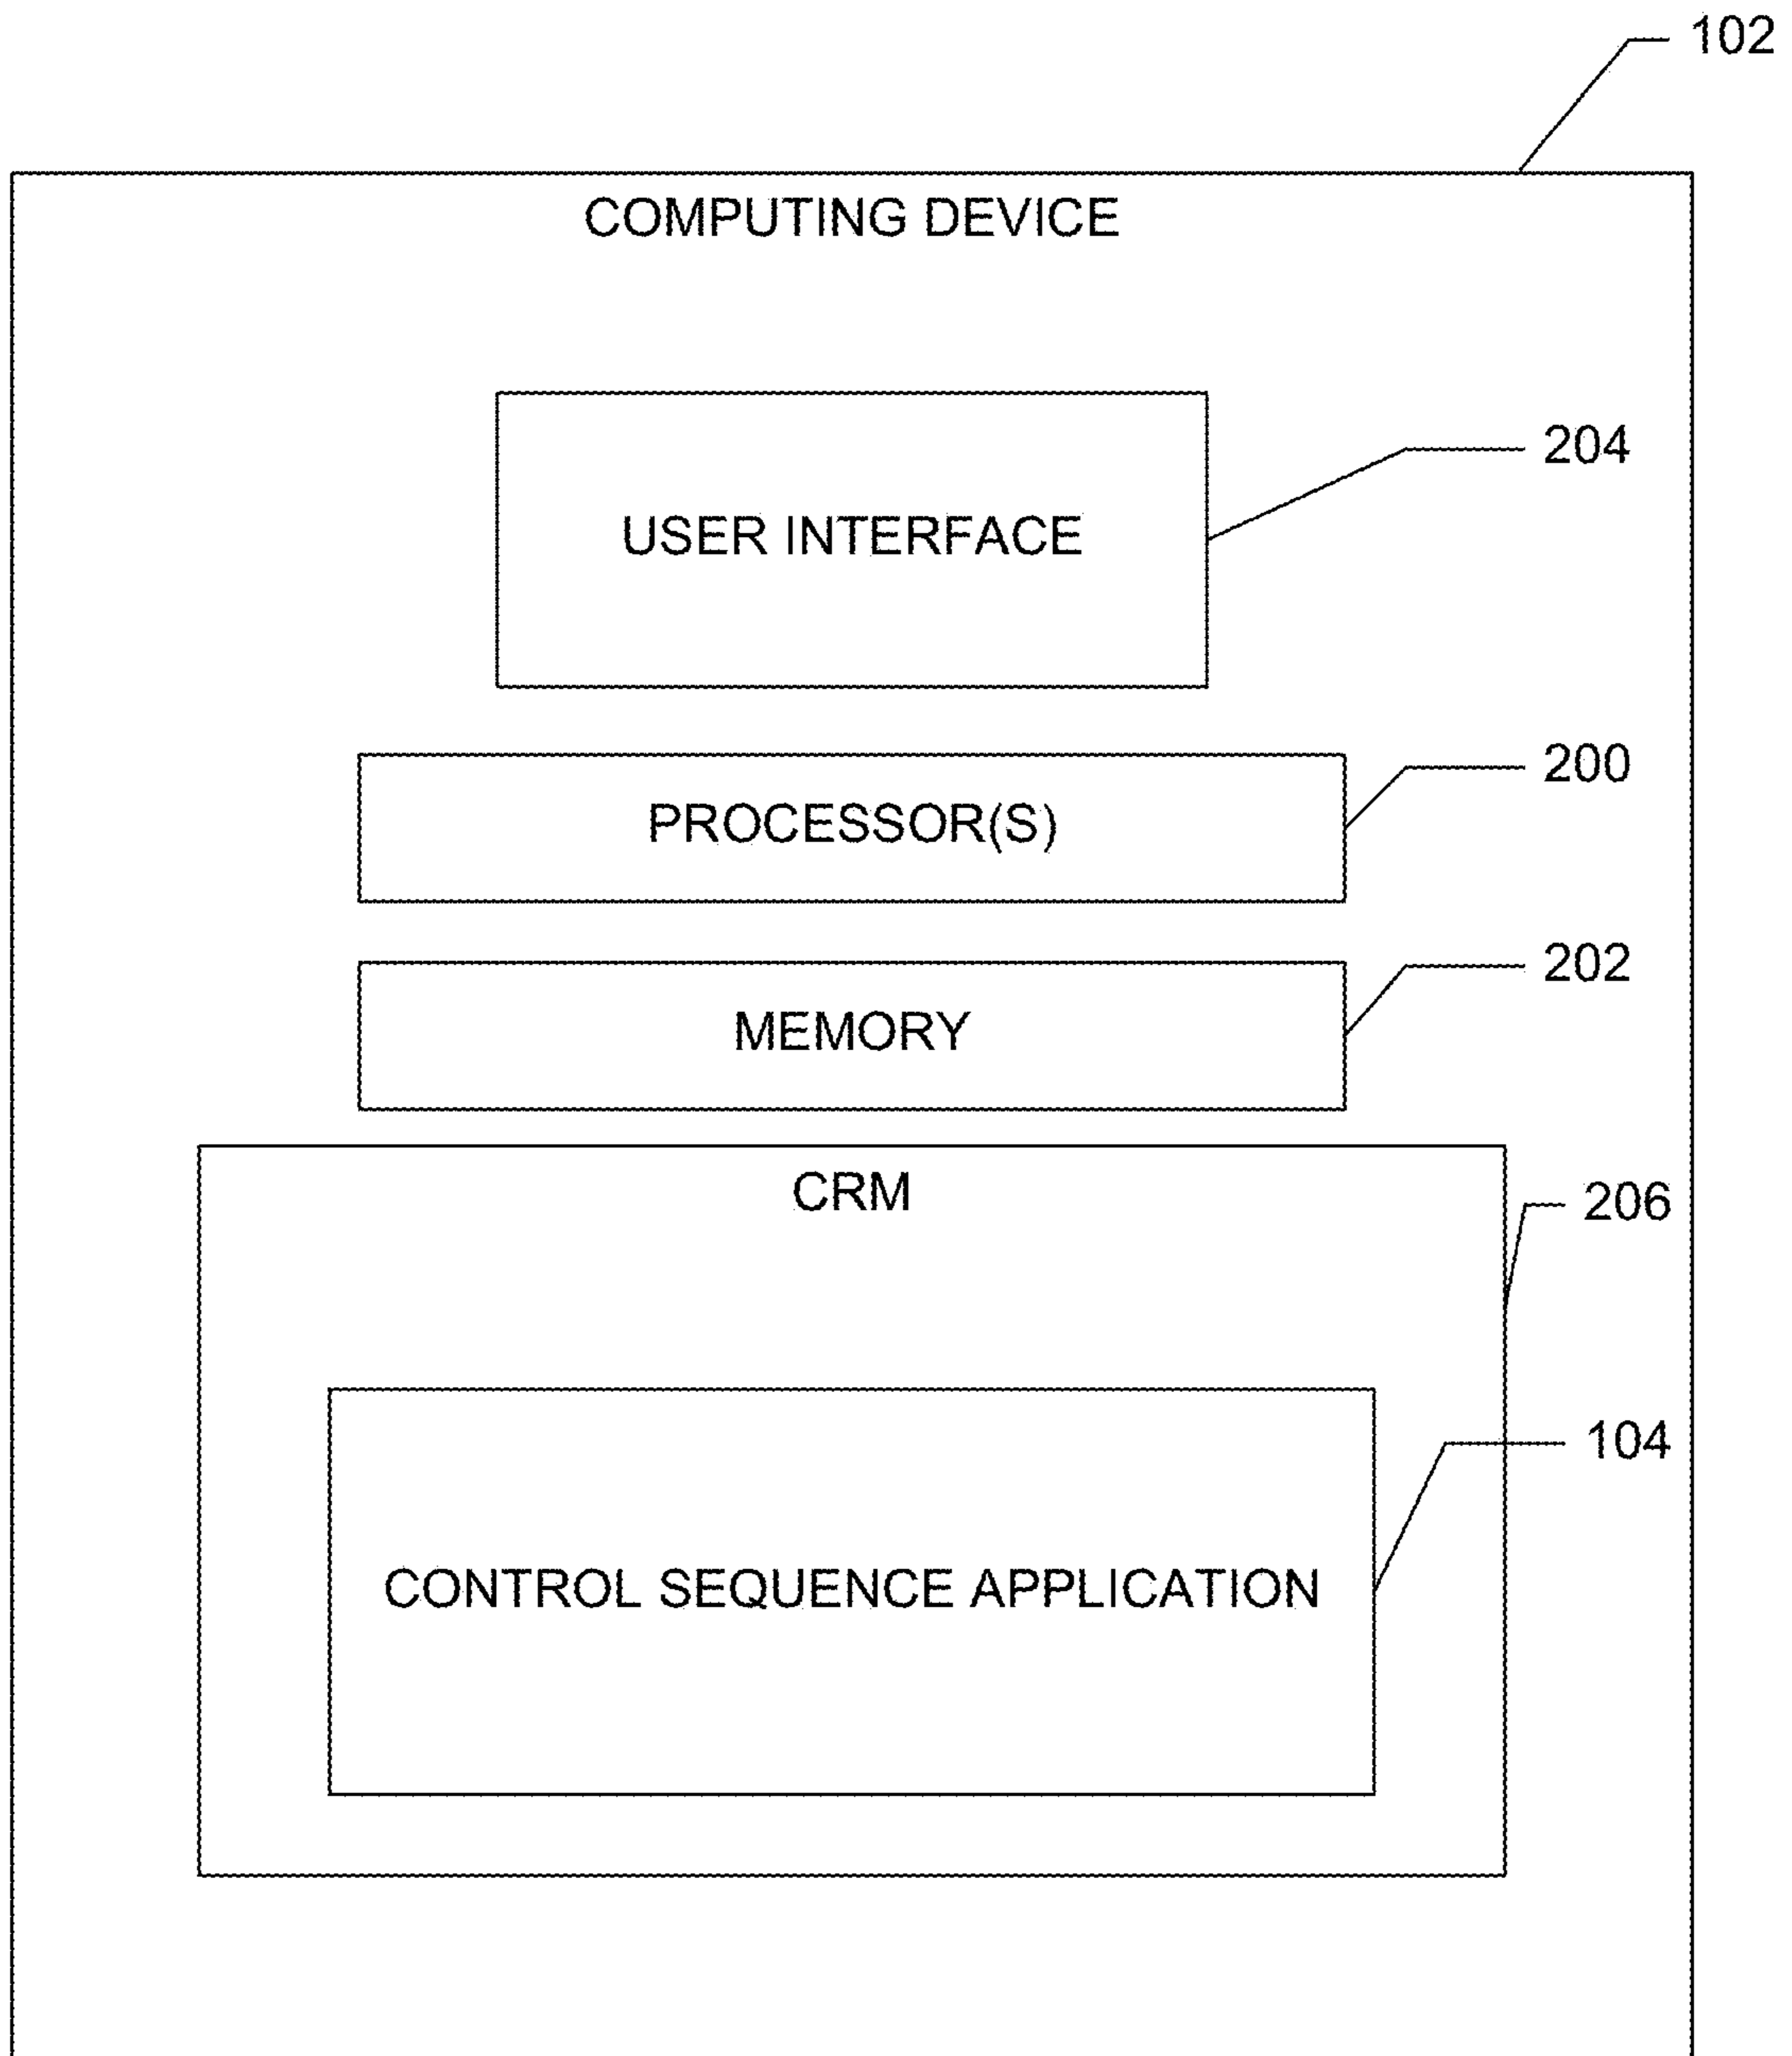 102
COMPUTING DEVICE
204
USER INTERFACE
200
PROCESSOR(S)
202
MEMORY
CRM
206
104
CONTROL SEQUENCE APPLICATION